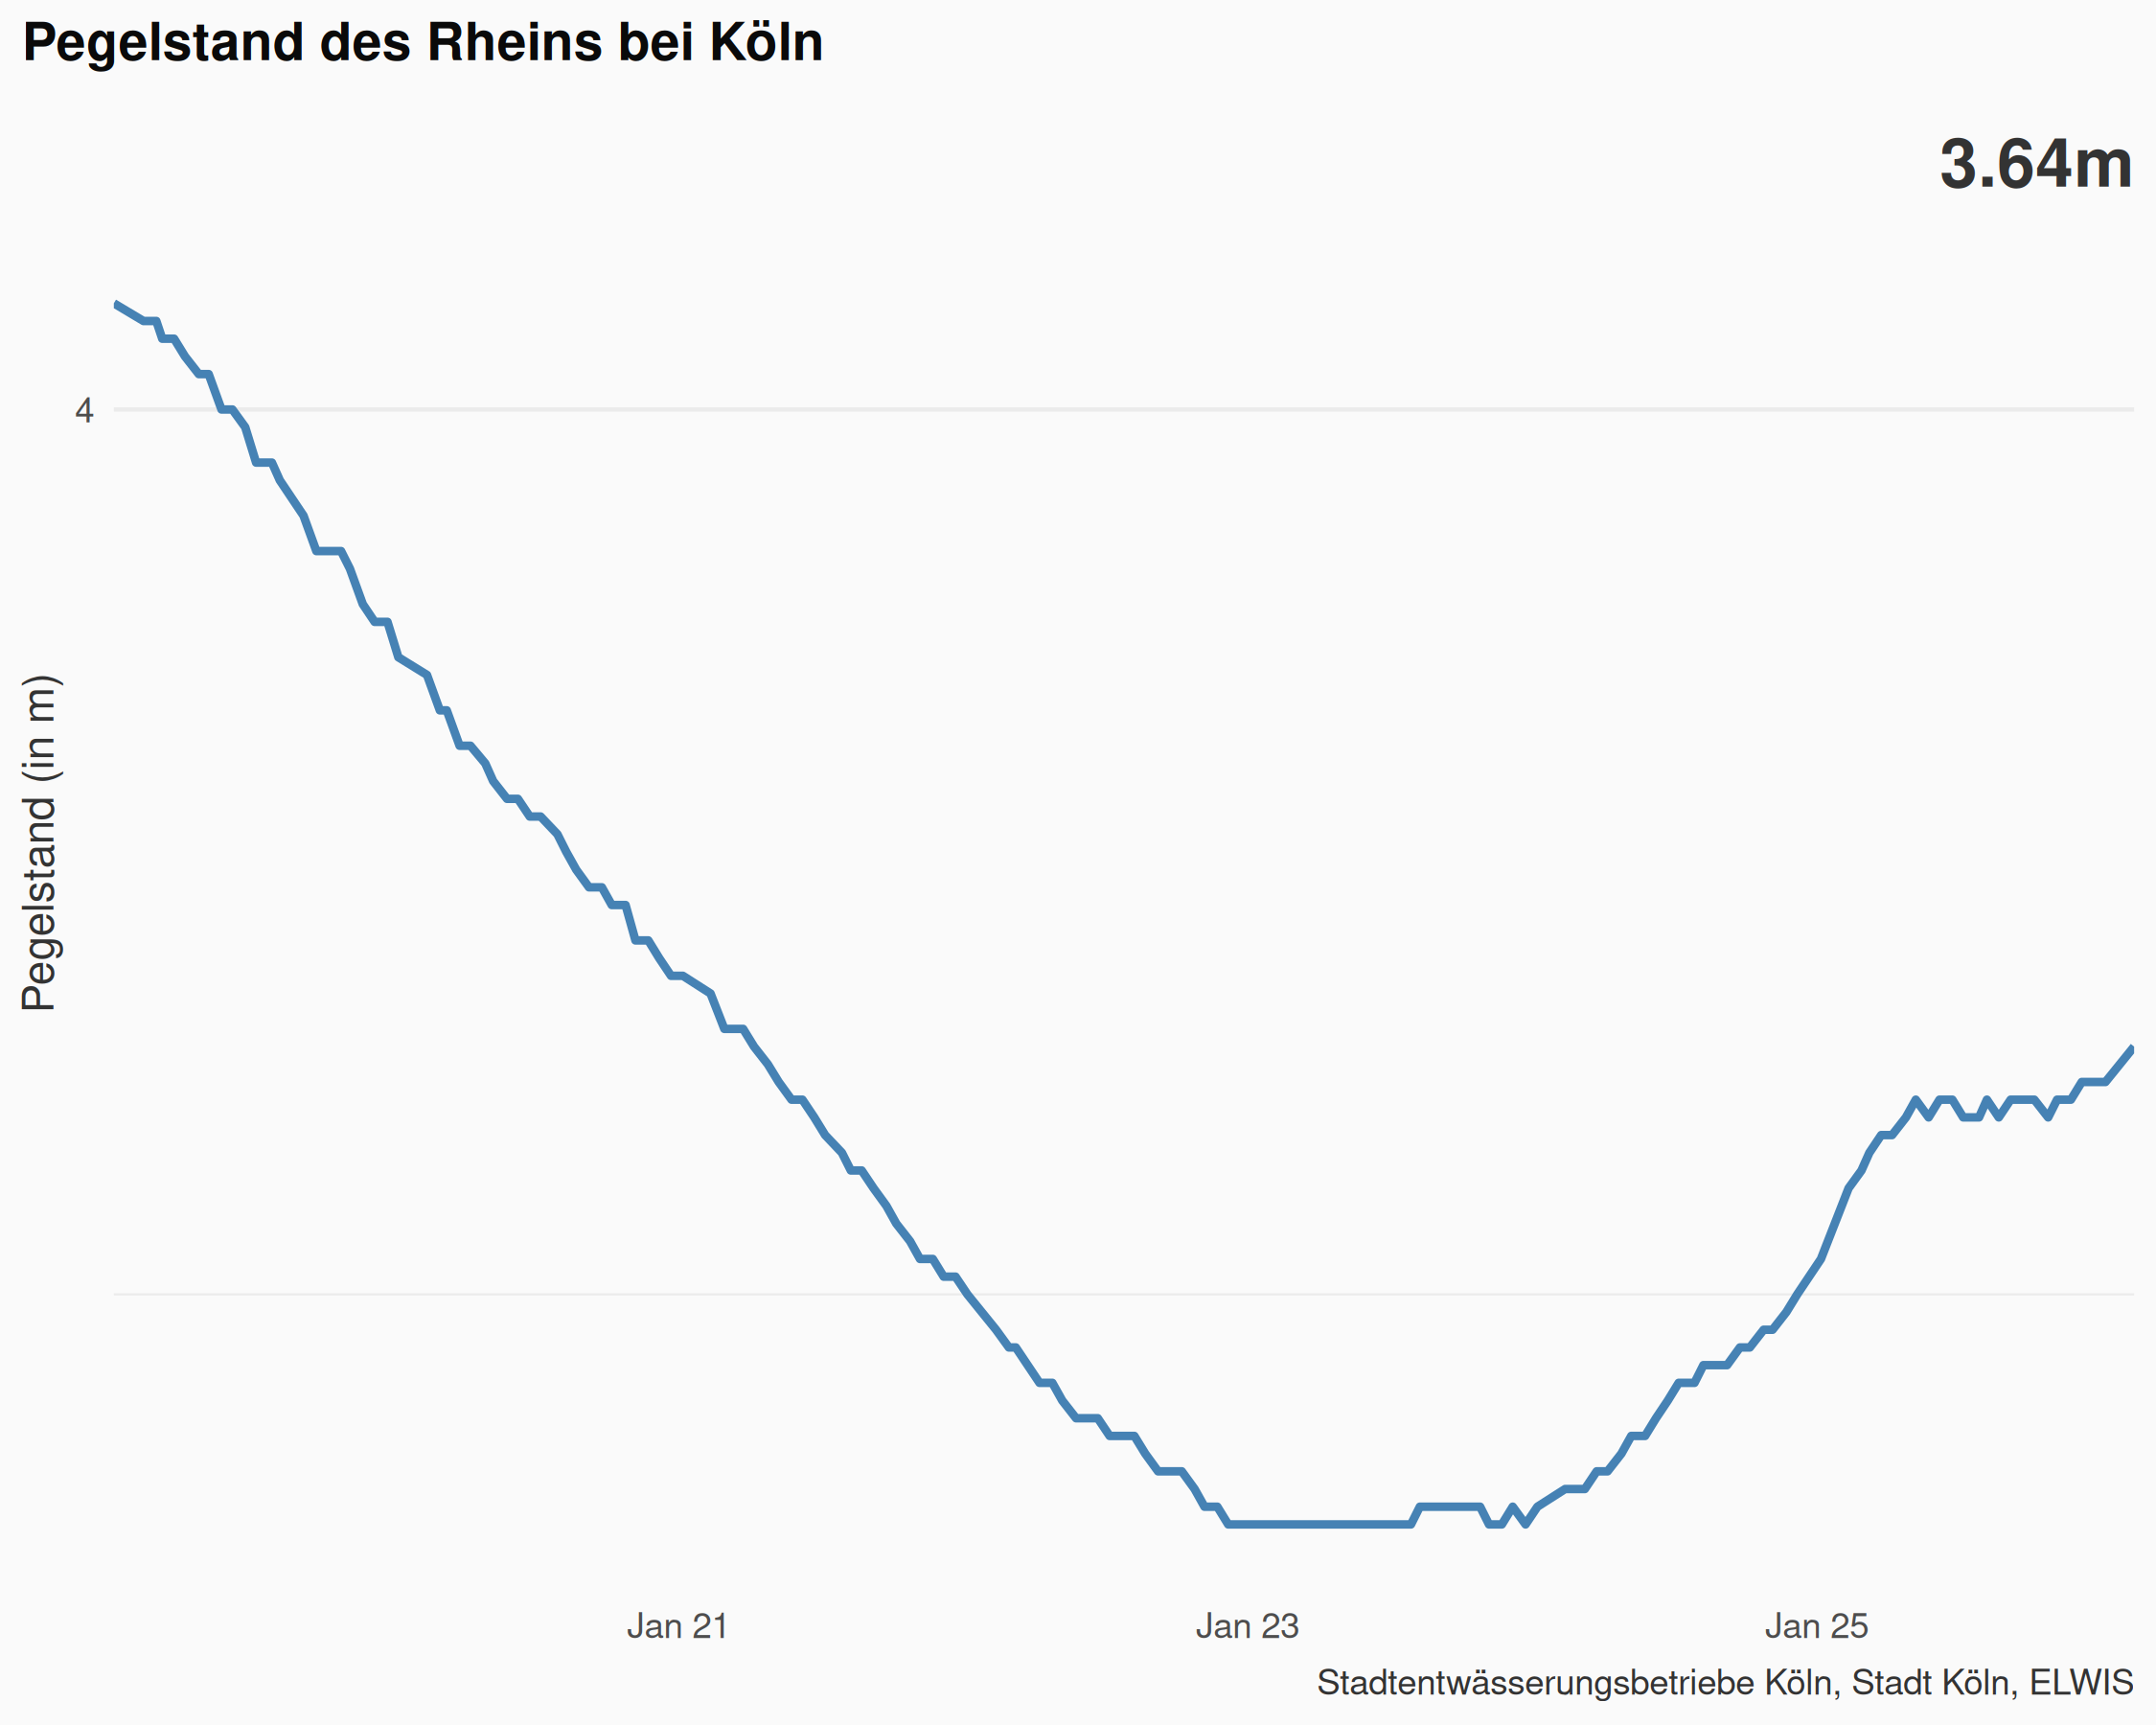 Pegelstand des Rheins bei Köln
3.64m
4
Pegelstand (in m)
Jan 21
Jan 23
Jan 25
Stadtentwässerungsbetriebe Köln, Stadt Köln, ELWIS